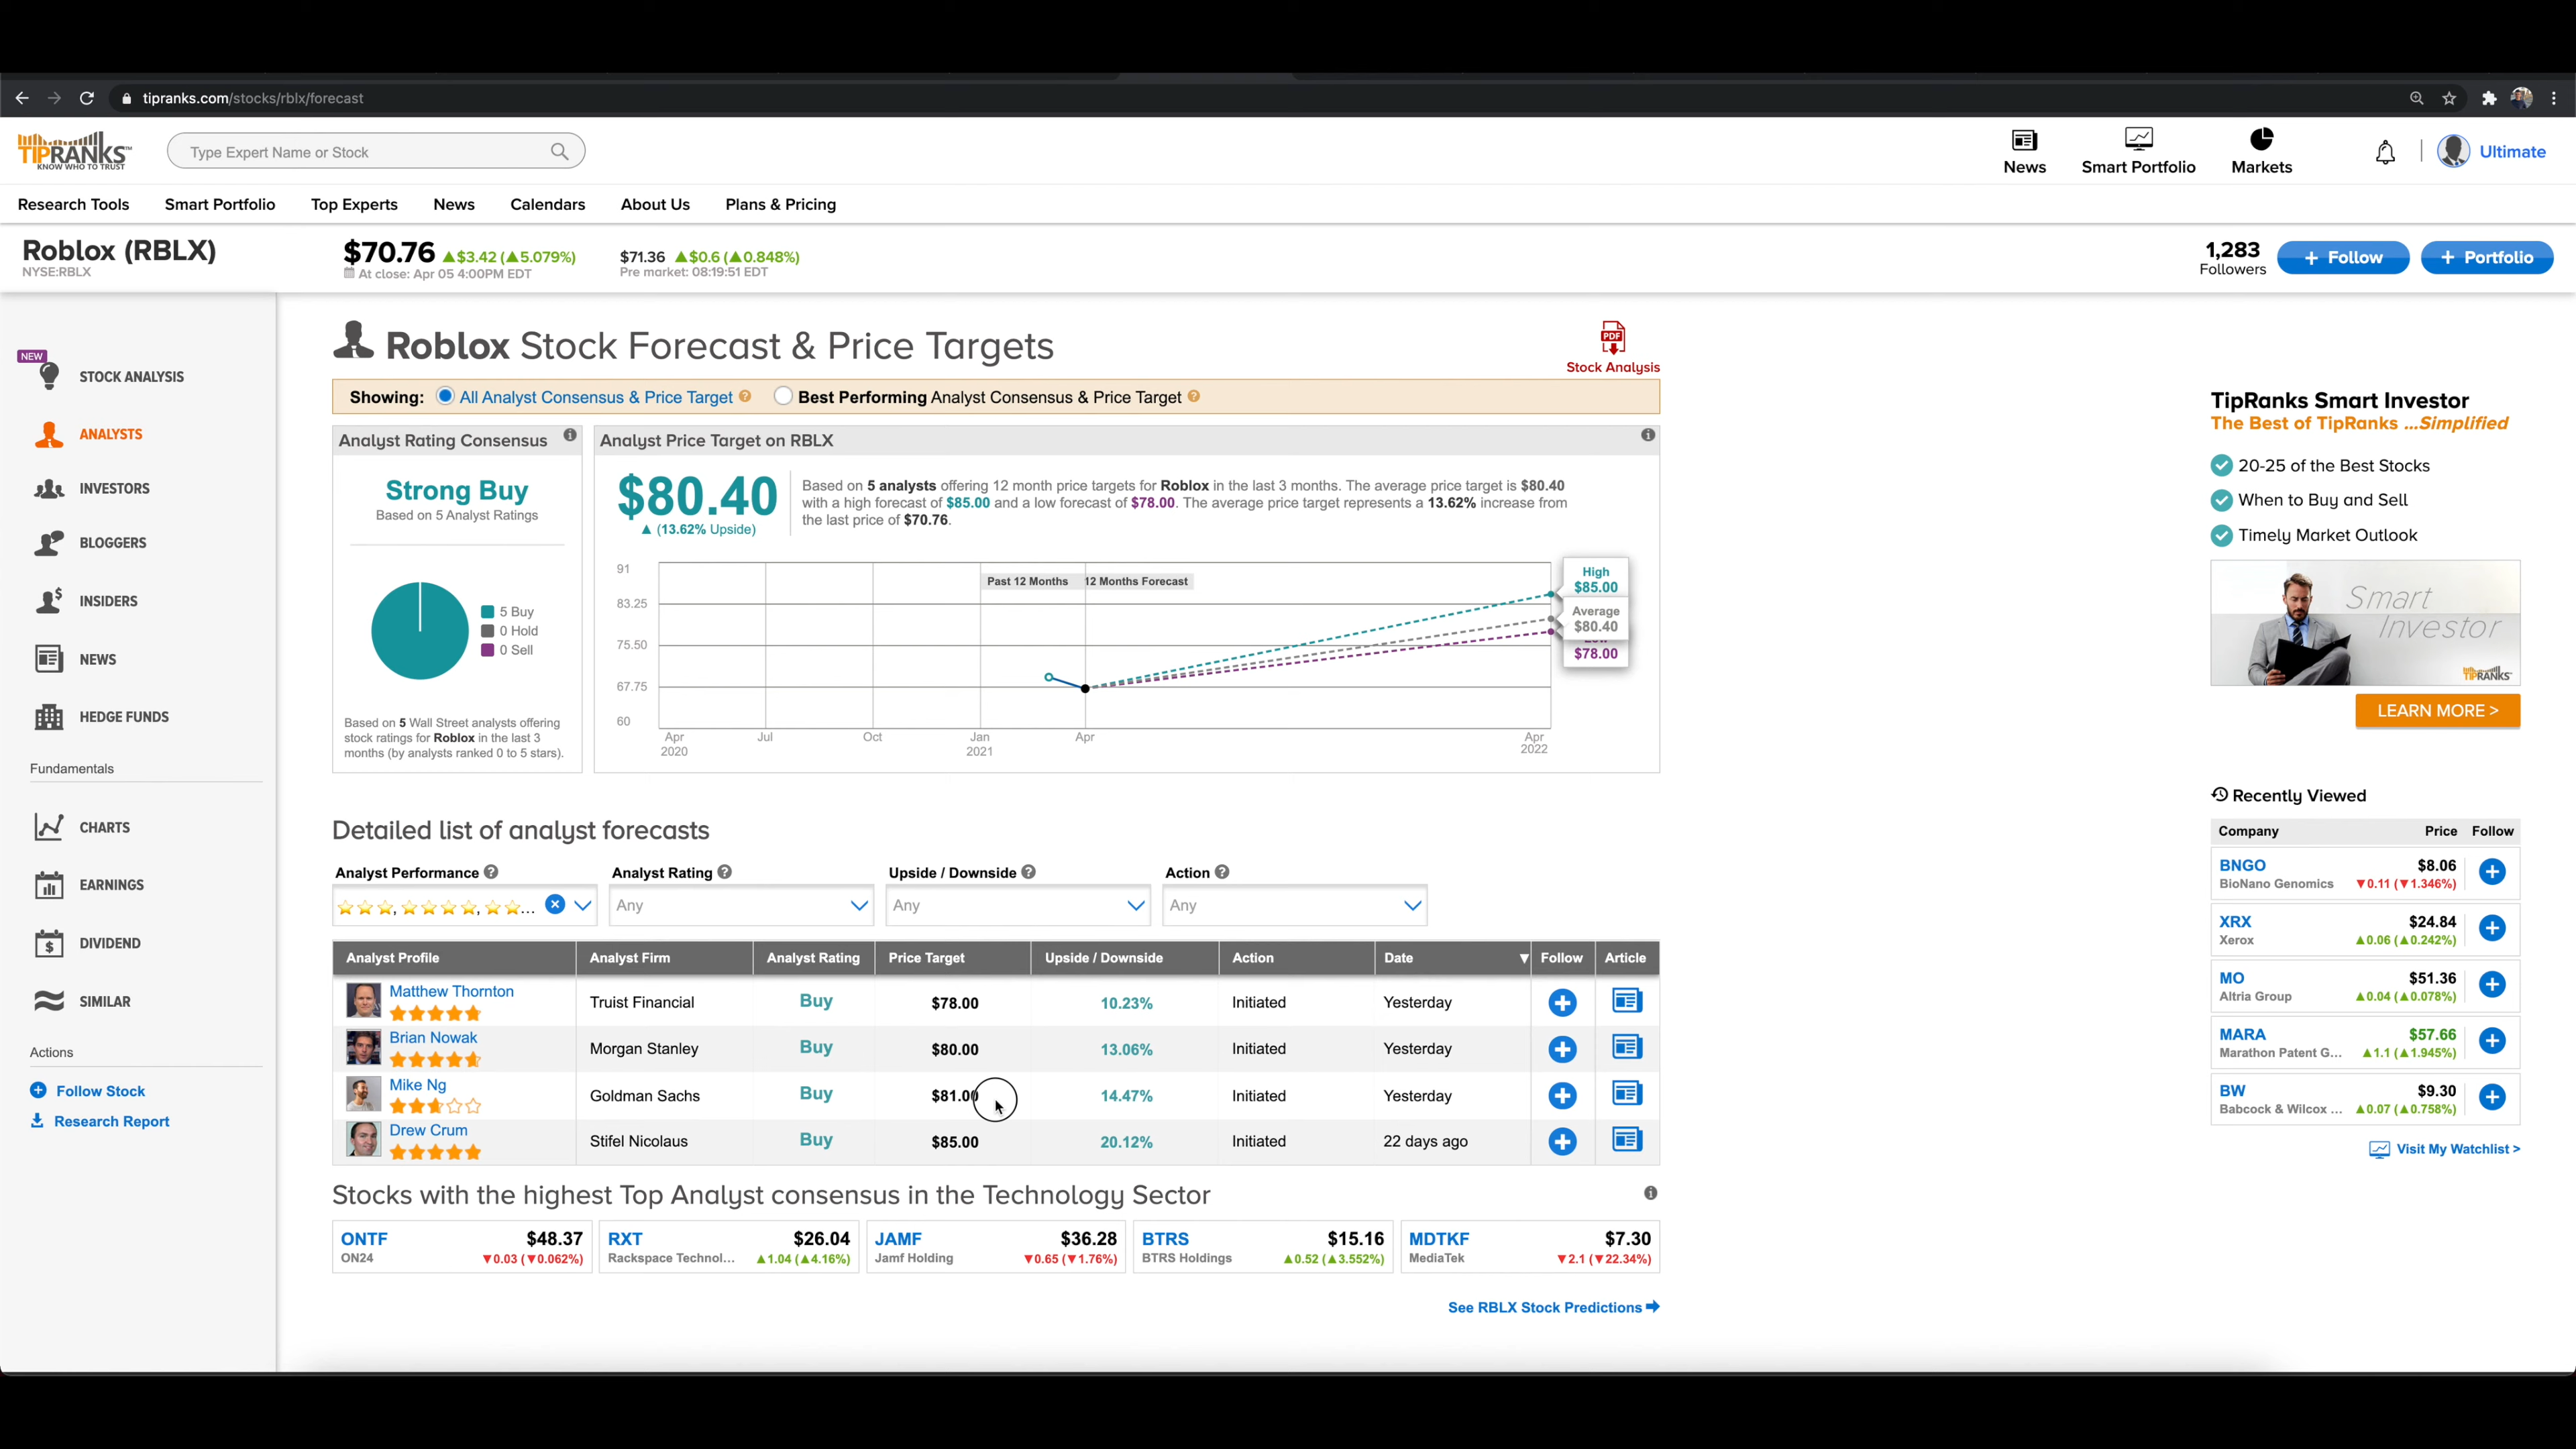 tipranks.com/stocks/rblx/forecast
TIPRANKS™
KNOW WHO TO TRUST
Type Expert Name or Stock
News
Smart Portfolio
Markets
Ultimate
Research Tools
Smart Portfolio
Top Experts
News
Calendars
About Us
Plans & Pricing
Roblox (RBLX)
NYSE:RBLX
$70.76 ▲$3.42 (▲5.079%)
At close: Apr 05 4:00PM EDT
$71.36 ▲$0.6 (▲0.848%)
Pre market: 08:19:51 EDT
1,283
Followers
+ Follow
+ Portfolio
NEW
STOCK ANALYSIS
ANALYSTS
INVESTORS
BLOGGERS
INSIDERS
NEWS
HEDGE FUNDS
Fundamentals
CHARTS
EARNINGS
DIVIDEND
SIMILAR
Actions
Follow Stock
Research Report
Roblox Stock Forecast & Price Targets
PDF
Stock Analysis
Showing: All Analyst Consensus & Price Target ? Best Performing Analyst Consensus & Price Target ?
Analyst Rating Consensus
Strong Buy
Based on 5 Analyst Ratings
5 Buy
0 Hold
0 Sell
Based on 5 Wall Street analysts offering
stock ratings for Roblox in the last 3
months (by analysts ranked 0 to 5 stars).
Analyst Price Target on RBLX
$80.40
▲ (13.62% Upside)
Based on 5 analysts offering 12 month price targets for Roblox in the last 3 months. The average price target is $80.40
with a high forecast of $85.00 and a low forecast of $78.00. The average price target represents a 13.62% increase from
the last price of $70.76.
91
83.25
75.50
67.75
60
Past 12 Months
12 Months Forecast
High
$85.00
Average
$80.40
$78.00
Apr
2020
Jul
Oct
Jan
2021
Apr
Apr
2022
Detailed list of analyst forecasts
Analyst Performance ?
Analyst Rating ?
Upside / Downside ?
Action ?
Any
Any
Any
Analyst Profile Analyst Firm Analyst Rating Price Target Upside / Downside Action Date ▼ Follow Article
Matthew Thornton Truist Financial Buy $78.00 10.23% Initiated Yesterday
Brian Nowak Morgan Stanley Buy $80.00 13.06% Initiated Yesterday
Mike Ng Goldman Sachs Buy $81.00 14.47% Initiated Yesterday
Drew Crum Stifel Nicolaus Buy $85.00 20.12% Initiated 22 days ago
Stocks with the highest Top Analyst consensus in the Technology Sector
ONTF $48.37
ON24 ▼0.03 (▼0.062%)
RXT $26.04
Rackspace Technol... ▲1.04 (▲4.16%)
JAMF $36.28
Jamf Holding ▼0.65 (▼1.76%)
BTRS $15.16
BTRS Holdings ▲0.52 (▲3.552%)
MDTKF $7.30
MediaTek ▼2.1 (▼22.34%)
See RBLX Stock Predictions
TipRanks Smart Investor
The Best of TipRanks ...Simplified
20-25 of the Best Stocks
When to Buy and Sell
Timely Market Outlook
Smart
Investor
TIPRANKS
LEARN MORE >
Recently Viewed
Company Price Follow
BNGO $8.06
BioNano Genomics ▼0.11 (▼1.346%)
XRX $24.84
Xerox ▲0.06 (▲0.242%)
MO $51.36
Altria Group ▲0.04 (▲0.078%)
MARA $57.66
Marathon Patent G... ▲1.1 (▲1.945%)
BW $9.30
Babcock & Wilcox ... ▲0.07 (▲0.758%)
Visit My Watchlist >